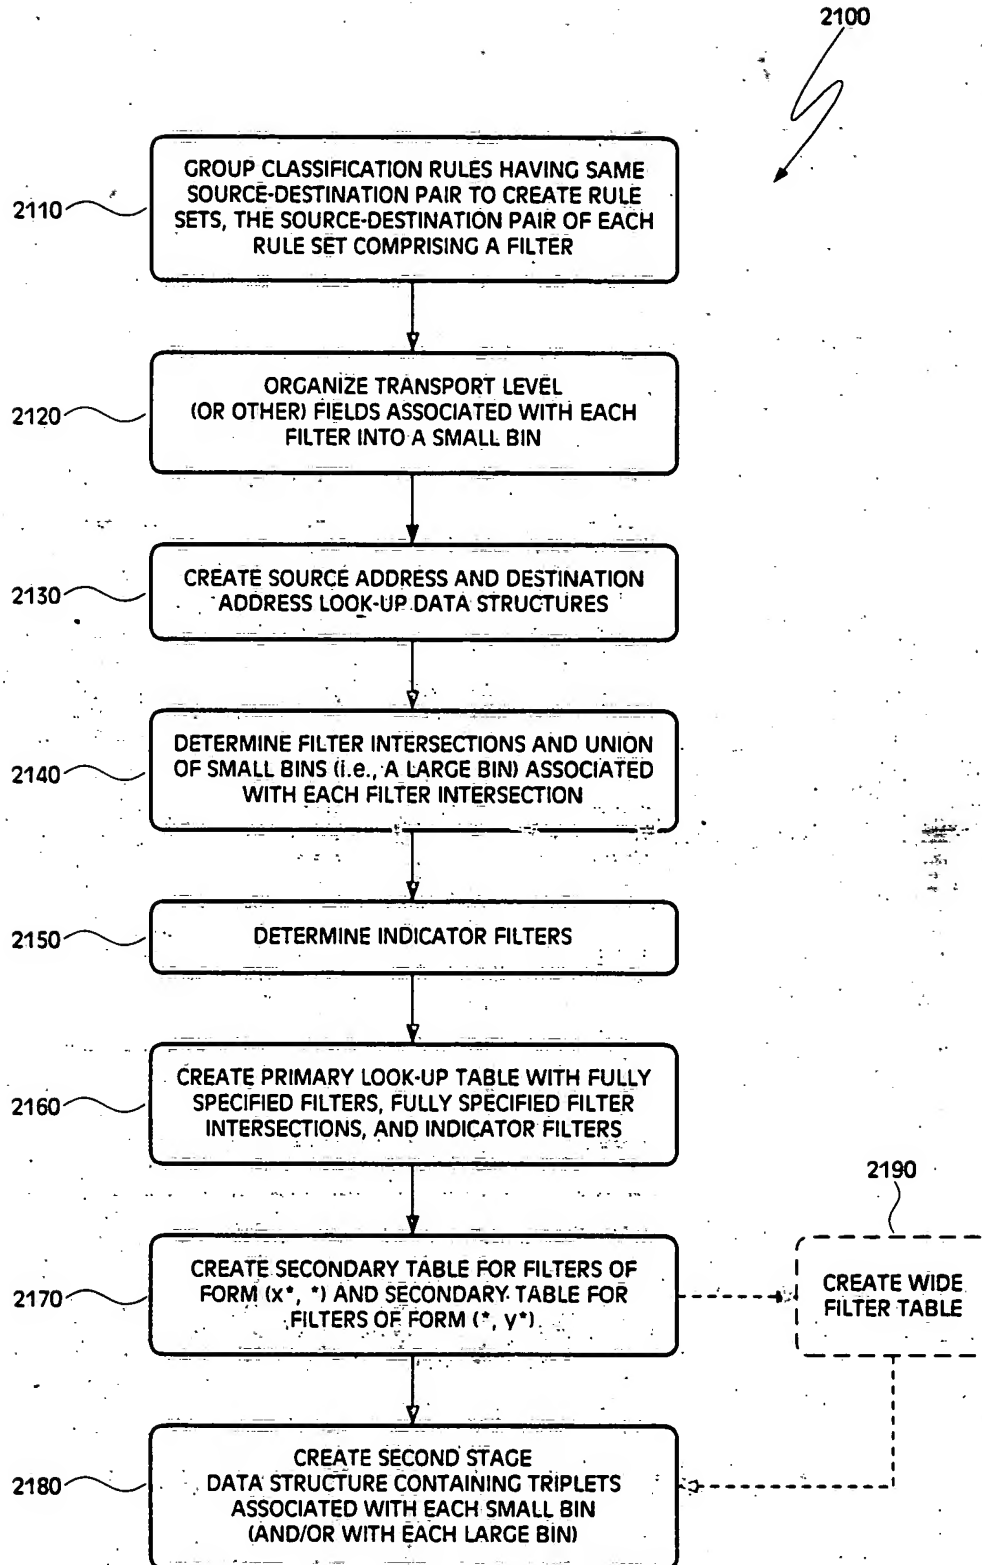 2100
2110
GROUP CLASSIFICATION RULES HAVING SAME
SOURCE-DESTINATION PAIR TO CREATE RULE
SETS, THE SOURCE-DESTINATION PAIR OF EACH
RULE SET COMPRISING A FILTER
2120
ORGANIZE TRANSPORT LEVEL
(OR OTHER) FIELDS ASSOCIATED WITH EACH
FILTER INTO A SMALL BIN
2130
CREATE SOURCE ADDRESS AND DESTINATION
ADDRESS LOOK-UP DATA STRUCTURES
2140
DETERMINE FILTER INTERSECTIONS AND UNION
OF SMALL BINS (i.e., A LARGE BIN) ASSOCIATED
WITH EACH FILTER INTERSECTION
2150
DETERMINE INDICATOR FILTERS
2160
CREATE PRIMARY LOOK-UP TABLE WITH FULLY
SPECIFIED FILTERS, FULLY SPECIFIED FILTER
INTERSECTIONS, AND INDICATOR FILTERS
2170
CREATE SECONDARY TABLE FOR FILTERS OF
FORM (x*, *) AND SECONDARY TABLE FOR
FILTERS OF FORM (*, y*)
2190
CREATE WIDE
FILTER TABLE
2180
CREATE SECOND STAGE
DATA STRUCTURE CONTAINING TRIPLETS
ASSOCIATED WITH EACH SMALL BIN
(AND/OR WITH EACH LARGE BIN)